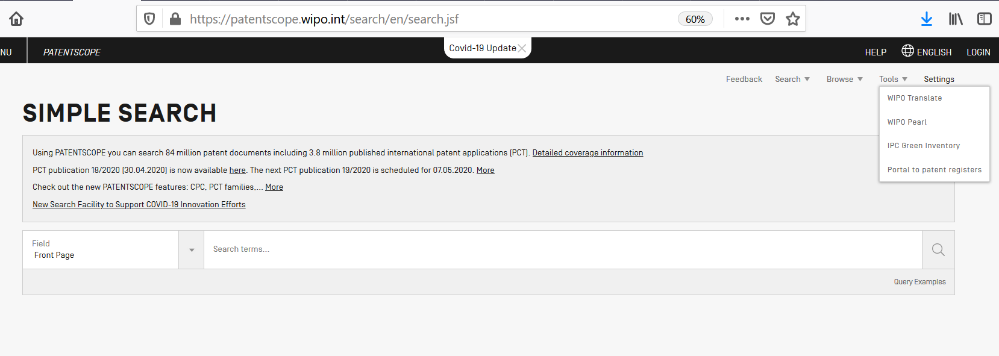 https://patentscope.wipo.int/search/en/search.jsf
60%
NU
PATENTSCOPE
Covid-19 Update
HELP
ENGLISH
LOGIN
Feedback
Search
Browse
Tools
Settings
WIPO Translate
WIPO Pearl
IPC Green Inventory
Portal to patent registers
SIMPLE SEARCH
Using PATENTSCOPE you can search 84 million patent documents including 3.8 million published international patent applications (PCT). Detailed coverage information
PCT publication 18/2020 (30.04.2020) is now available here. The next PCT publication 19/2020 is scheduled for 07.05.2020. More
Check out the new PATENTSCOPE features: CPC, PCT families,... More
New Search Facility to Support COVID-19 Innovation Efforts
Field
Front Page
Search terms...
Query Examples